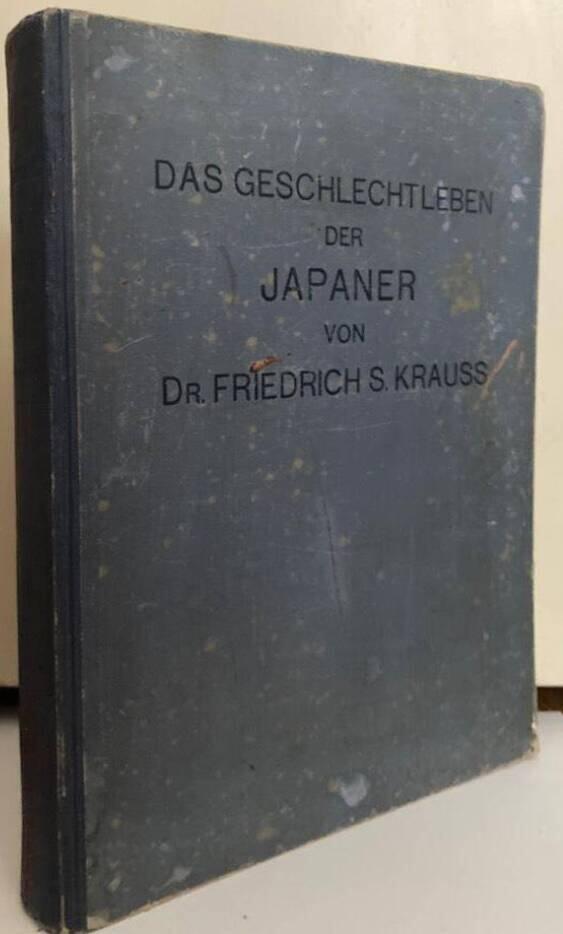 DAS GESCHLECHTLEBEN
DER
JAPANER
VON
DR. FRIEDRICH S. KRAUSS